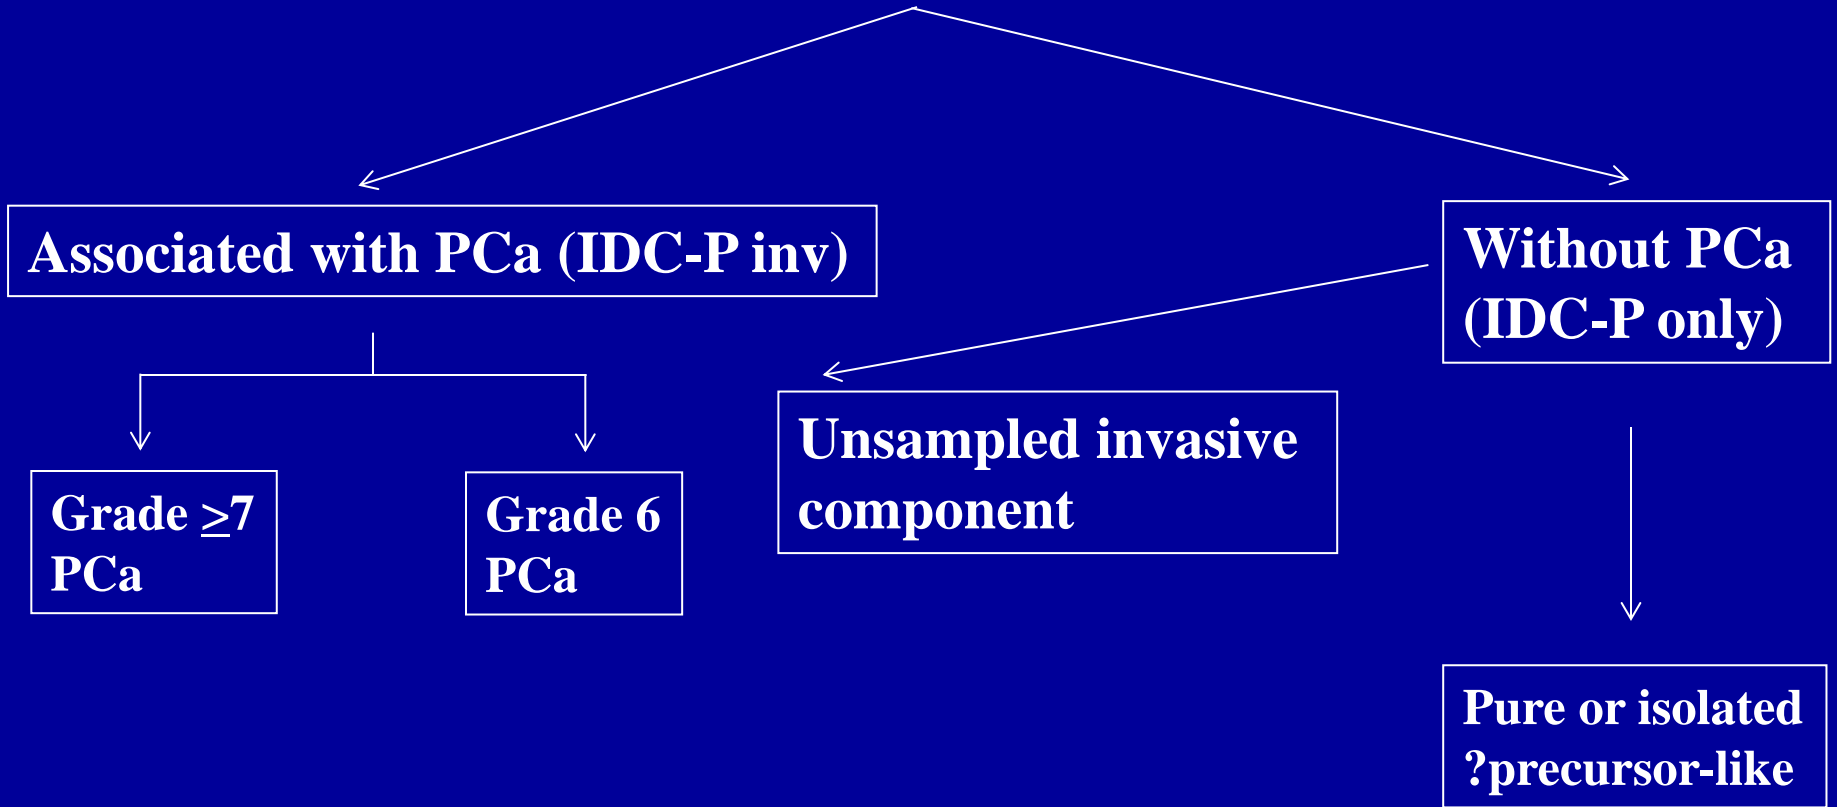 Associated with PCa (IDC-P inv)
Without PCa
(IDC-P only)
Unsampled invasive
component
Grade ≥7
PCa
Grade 6
PCa
Pure or isolated
?precursor-like